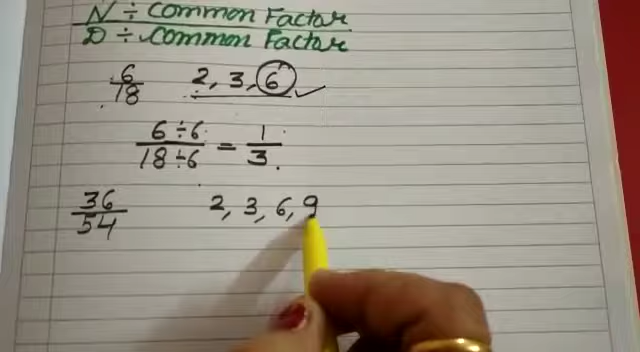 N ÷ Common Factor
D ÷ Common Factor
6/18 2, 3, 6 ✓
6÷6/18÷6 = 1/3
36/54 2, 3, 6, 9